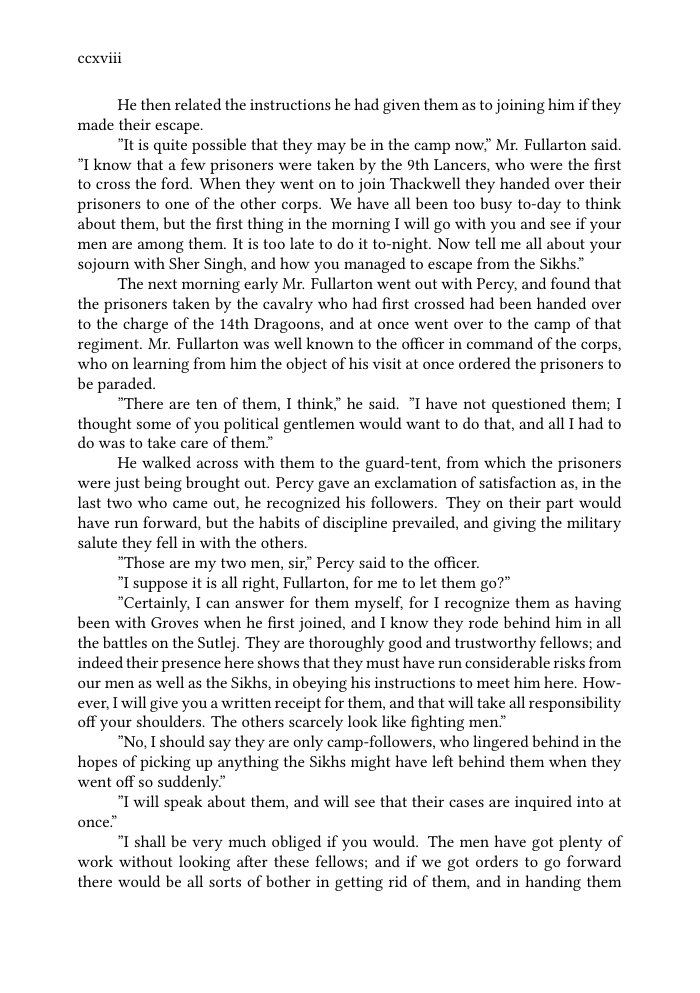 ccxviii
He then related the instructions he had given them as to joining him if they
made their escape.
”It is quite possible that they may be in the camp now,” Mr. Fullarton said.
”I know that a few prisoners were taken by the 9th Lancers, who were the first
to cross the ford. When they went on to join Thackwell they handed over their
prisoners to one of the other corps. We have all been too busy to-day to think
about them, but the first thing in the morning I will go with you and see if your
men are among them. It is too late to do it to-night. Now tell me all about your
sojourn with Sher Singh, and how you managed to escape from the Sikhs.”
The next morning early Mr. Fullarton went out with Percy, and found that
the prisoners taken by the cavalry who had first crossed had been handed over
to the charge of the 14th Dragoons, and at once went over to the camp of that
regiment. Mr. Fullarton was well known to the officer in command of the corps,
who on learning from him the object of his visit at once ordered the prisoners to
be paraded.
”There are ten of them, I think,” he said. ”I have not questioned them; I
thought some of you political gentlemen would want to do that, and all I had to
do was to take care of them.”
He walked across with them to the guard-tent, from which the prisoners
were just being brought out. Percy gave an exclamation of satisfaction as, in the
last two who came out, he recognized his followers. They on their part would
have run forward, but the habits of discipline prevailed, and giving the military
salute they fell in with the others.
”Those are my two men, sir,” Percy said to the officer.
”I suppose it is all right, Fullarton, for me to let them go?”
”Certainly, I can answer for them myself, for I recognize them as having
been with Groves when he first joined, and I know they rode behind him in all
the battles on the Sutlej. They are thoroughly good and trustworthy fellows; and
indeed their presence here shows that they must have run considerable risks from
our men as well as the Sikhs, in obeying his instructions to meet him here. How-
ever, I will give you a written receipt for them, and that will take all responsibility
off your shoulders. The others scarcely look like fighting men.”
”No, I should say they are only camp-followers, who lingered behind in the
hopes of picking up anything the Sikhs might have left behind them when they
went off so suddenly.”
”I will speak about them, and will see that their cases are inquired into at
once.”
”I shall be very much obliged if you would. The men have got plenty of
work without looking after these fellows; and if we got orders to go forward
there would be all sorts of bother in getting rid of them, and in handing them